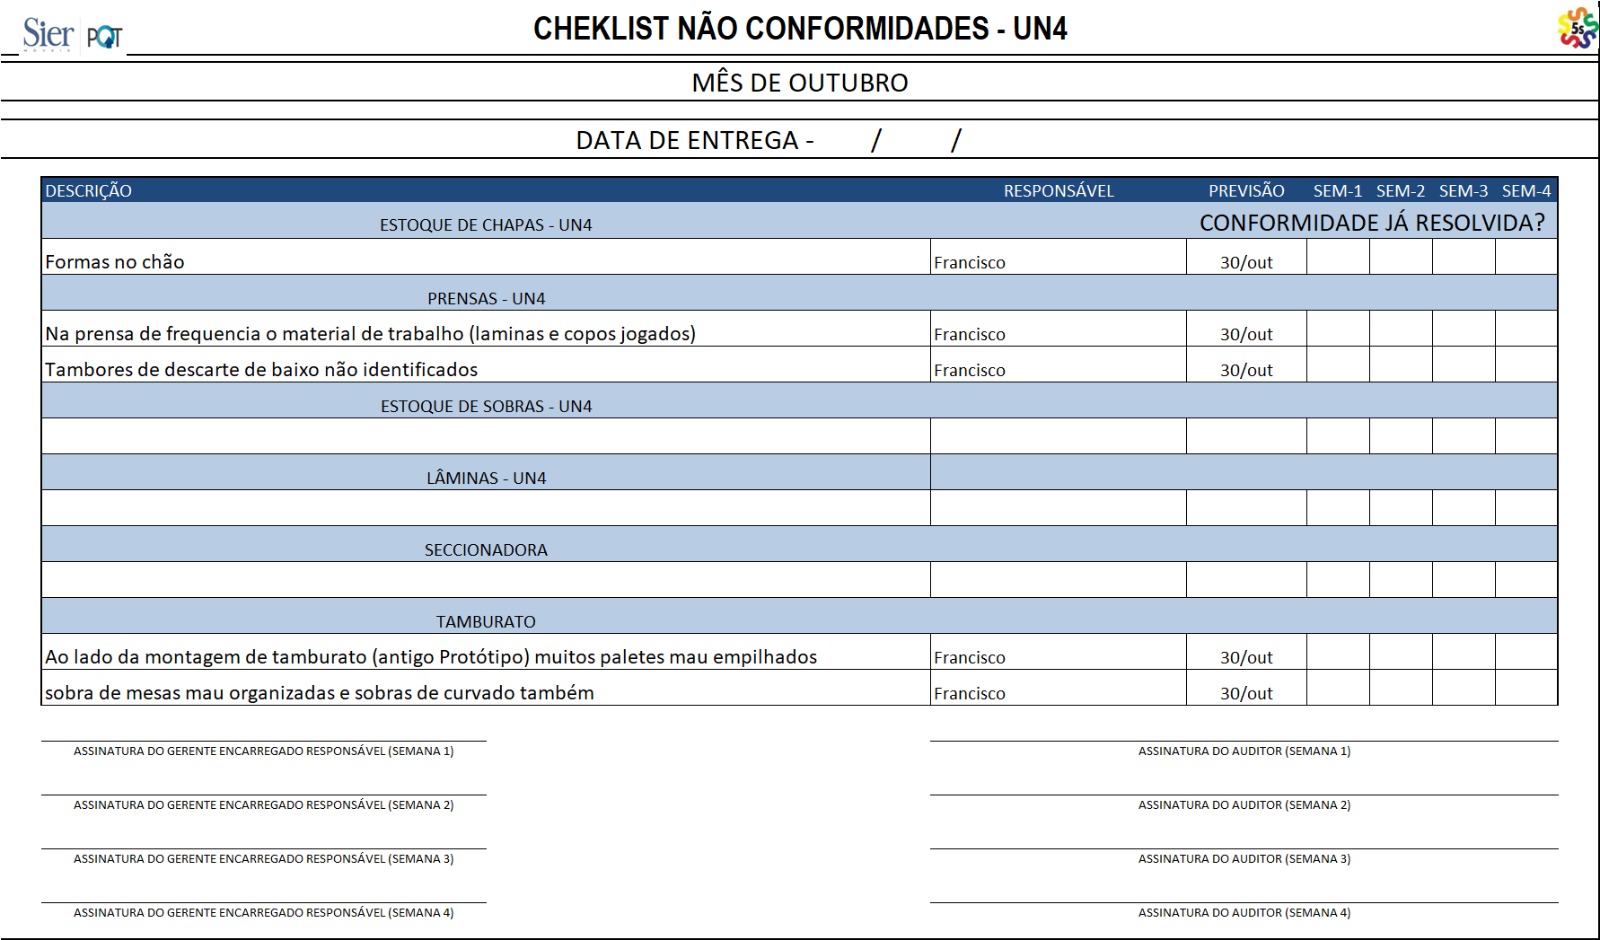 Sier PQT
CHEKLIST NÃO CONFORMIDADES - UN4
5s
MÊS DE OUTUBRO
DATA DE ENTREGA - / /
DESCRIÇÃO RESPONSÁVEL PREVISÃO SEM-1 SEM-2 SEM-3 SEM-4
ESTOQUE DE CHAPAS - UN4 CONFORMIDADE JÁ RESOLVIDA?
Formas no chão Francisco 30/out
PRENSAS - UN4
Na prensa de frequencia o material de trabalho (laminas e copos jogados) Francisco 30/out
Tambores de descarte de baixo não identificados Francisco 30/out
ESTOQUE DE SOBRAS - UN4
LÂMINAS - UN4
SECCIONADORA
TAMBURATO
Ao lado da montagem de tamburato (antigo Protótipo) muitos paletes mau empilhados Francisco 30/out
sobra de mesas mau organizadas e sobras de curvado também Francisco 30/out
ASSINATURA DO GERENTE ENCARREGADO RESPONSÁVEL (SEMANA 1) ASSINATURA DO AUDITOR (SEMANA 1)
ASSINATURA DO GERENTE ENCARREGADO RESPONSÁVEL (SEMANA 2) ASSINATURA DO AUDITOR (SEMANA 2)
ASSINATURA DO GERENTE ENCARREGADO RESPONSÁVEL (SEMANA 3) ASSINATURA DO AUDITOR (SEMANA 3)
ASSINATURA DO GERENTE ENCARREGADO RESPONSÁVEL (SEMANA 4) ASSINATURA DO AUDITOR (SEMANA 4)